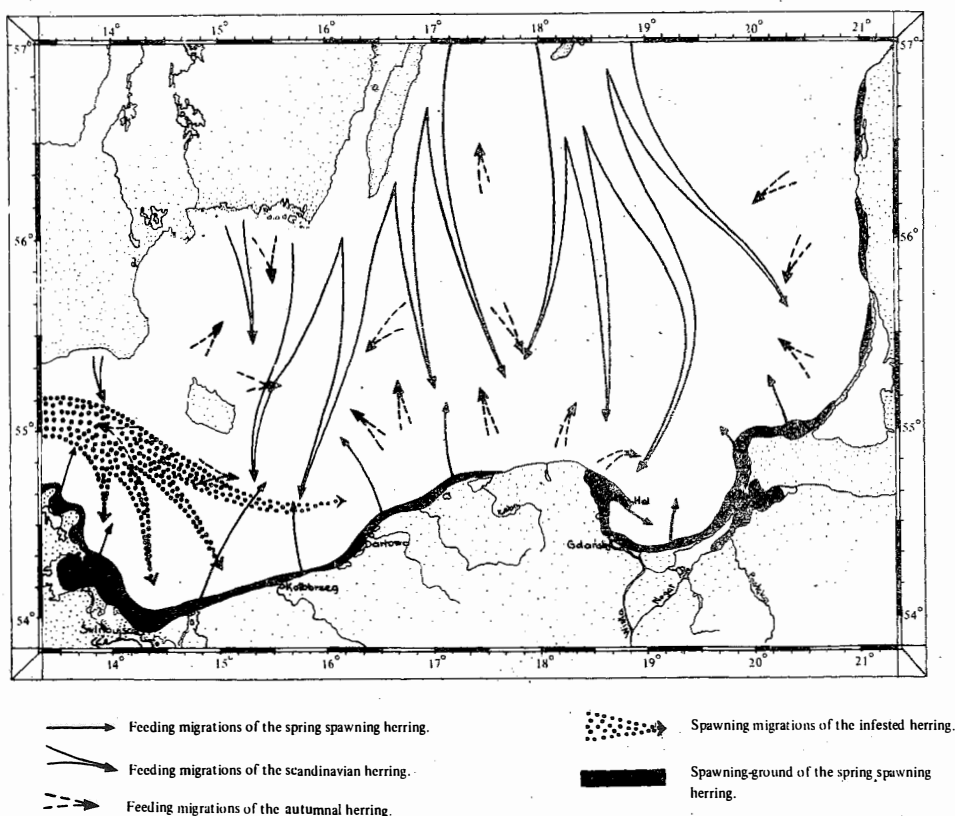 14° 15° 16° 17° 18° 19° 20° 21°
57° 57°
56° 56°
55° 55°
Hel
Gdańsk
Darłowo
Kołobrzeg
54° 54°
14° 15° 16° 17° 18° 19° 20° 21°
Feeding migrations of the spring spawning herring.
Feeding migrations of the scandinavian herring.
Feeding migrations of the autumnal herring.
Spawning migrations of the infested herring.
Spawning-ground of the spring spawning
herring.